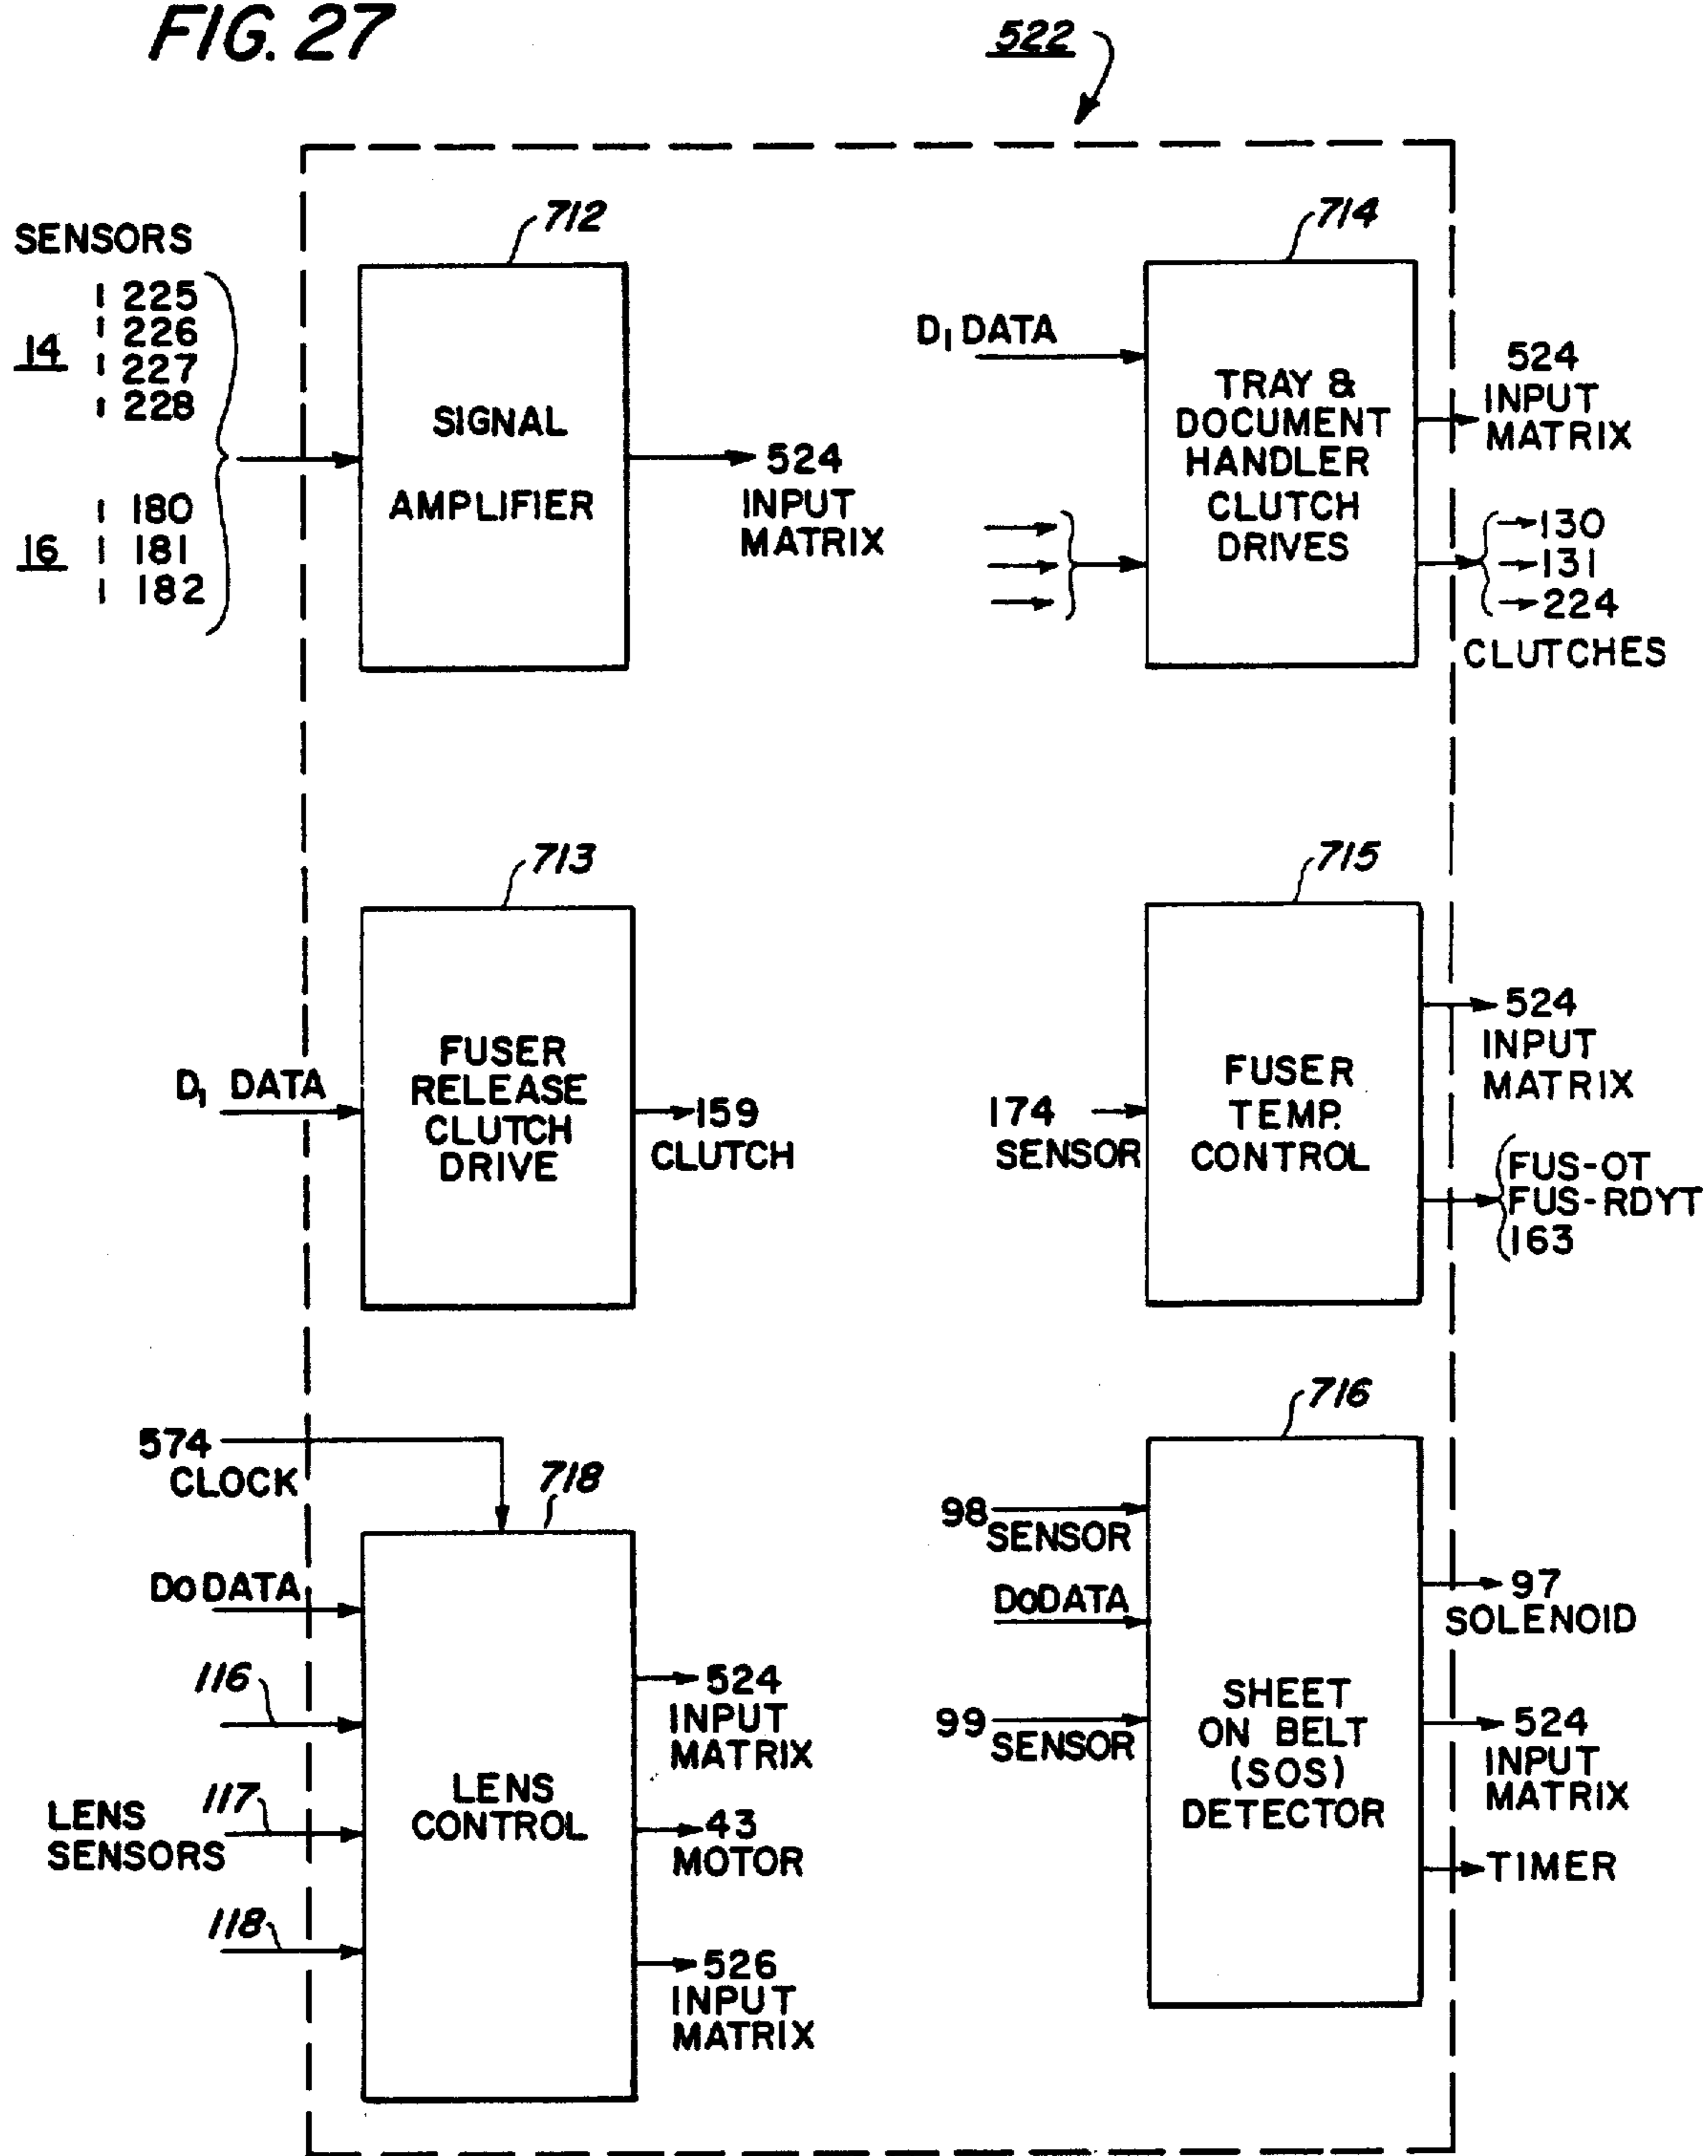 FIG. 27
522
SENSORS
14
225
226
227
228
16
180
181
182
712
SIGNAL
AMPLIFIER
524
INPUT
MATRIX
714
D1 DATA
TRAY &
DOCUMENT
HANDLER
CLUTCH
DRIVES
524
INPUT
MATRIX
130
131
224
CLUTCHES
713
D1 DATA
FUSER
RELEASE
CLUTCH
DRIVE
159
CLUTCH
715
174
SENSOR
FUSER
TEMP.
CONTROL
524
INPUT
MATRIX
FUS-OT
FUS-RDYT
163
574
CLOCK
718
DO DATA
116
LENS
SENSORS
117
118
LENS
CONTROL
524
INPUT
MATRIX
43
MOTOR
526
INPUT
MATRIX
716
98
SENSOR
DO DATA
99
SENSOR
SHEET
ON BELT
(SOS)
DETECTOR
97
SOLENOID
524
INPUT
MATRIX
TIMER